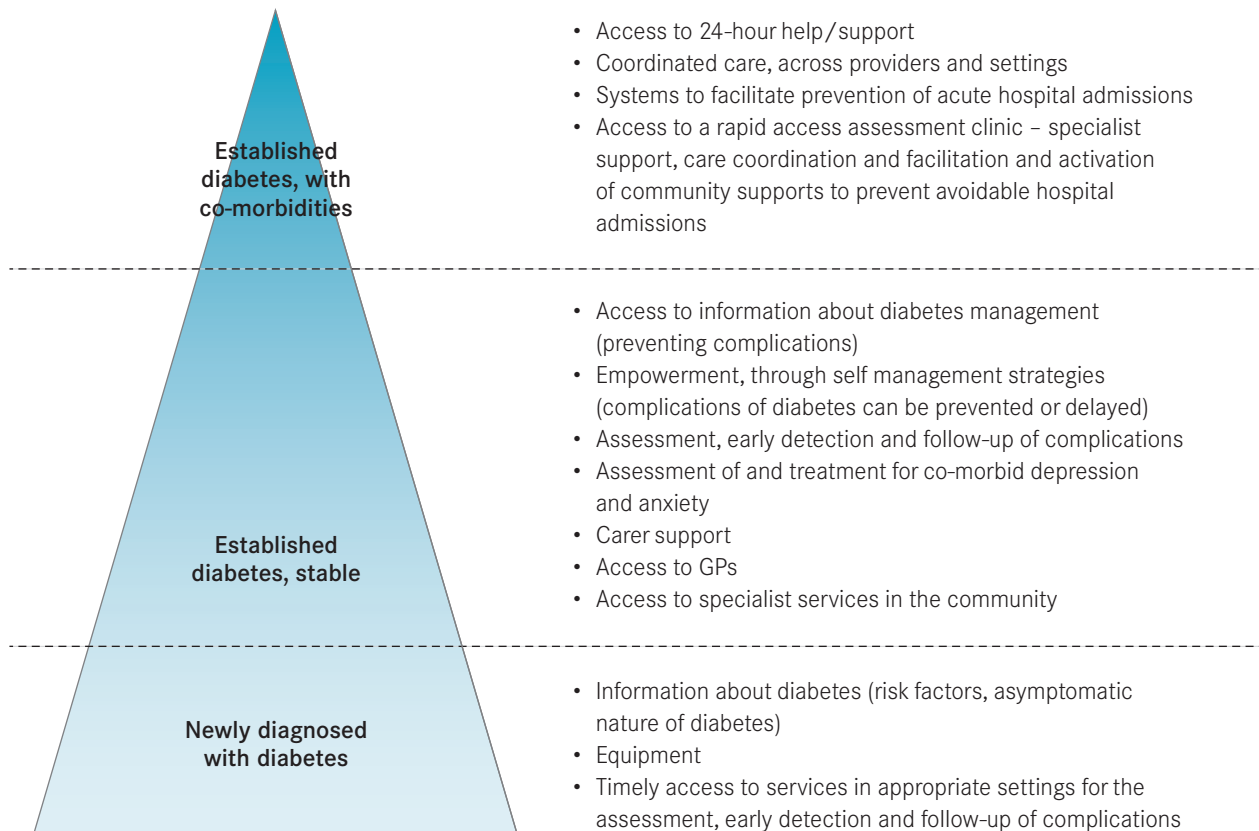 • Access to 24-hour help/support
• Coordinated care, across providers and settings
• Systems to facilitate prevention of acute hospital admissions
• Access to a rapid access assessment clinic – specialist
support, care coordination and facilitation and activation
of community supports to prevent avoidable hospital
admissions
Established
diabetes, with
co-morbidities
• Access to information about diabetes management
(preventing complications)
• Empowerment, through self management strategies
(complications of diabetes can be prevented or delayed)
• Assessment, early detection and follow-up of complications
• Assessment of and treatment for co-morbid depression
and anxiety
• Carer support
• Access to GPs
• Access to specialist services in the community
Established
diabetes, stable
• Information about diabetes (risk factors, asymptomatic
nature of diabetes)
• Equipment
• Timely access to services in appropriate settings for the
assessment, early detection and follow-up of complications
Newly diagnosed
with diabetes